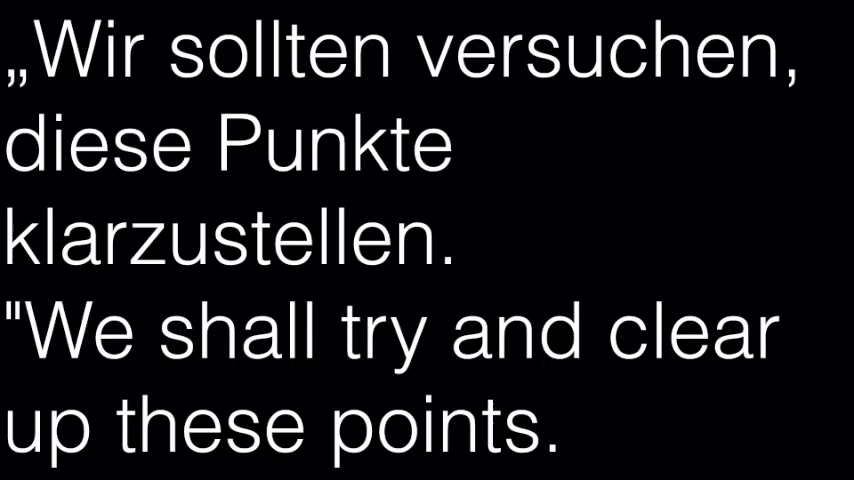 „Wir sollten versuchen,
diese Punkte
klarzustellen.
"We shall try and clear
up these points.